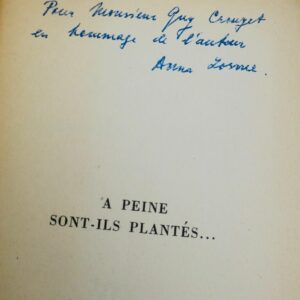 Pour Monsieur Guy Crouzet
en hommage de l'auteur
Anna Lorme.
A PEINE
SONT-ILS PLANTÉS...